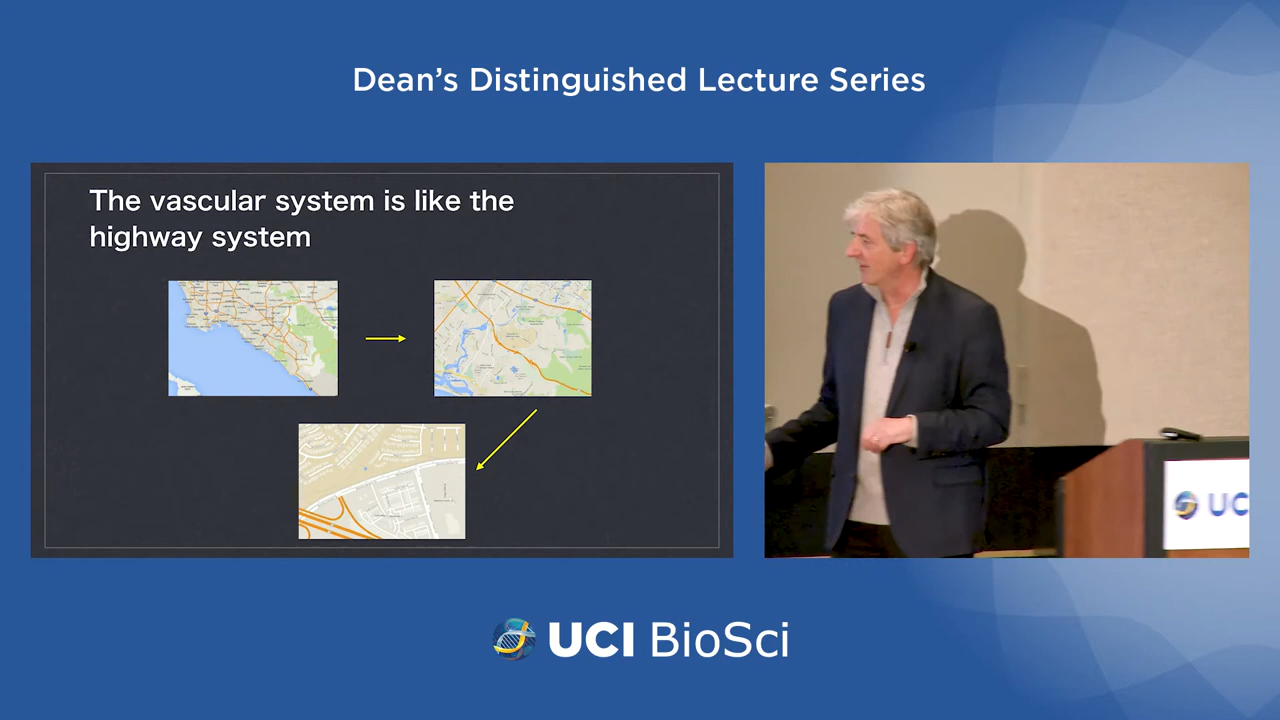 Dean’s Distinguished Lecture Series
The vascular system is like the
highway system
UC
UCI BioSci